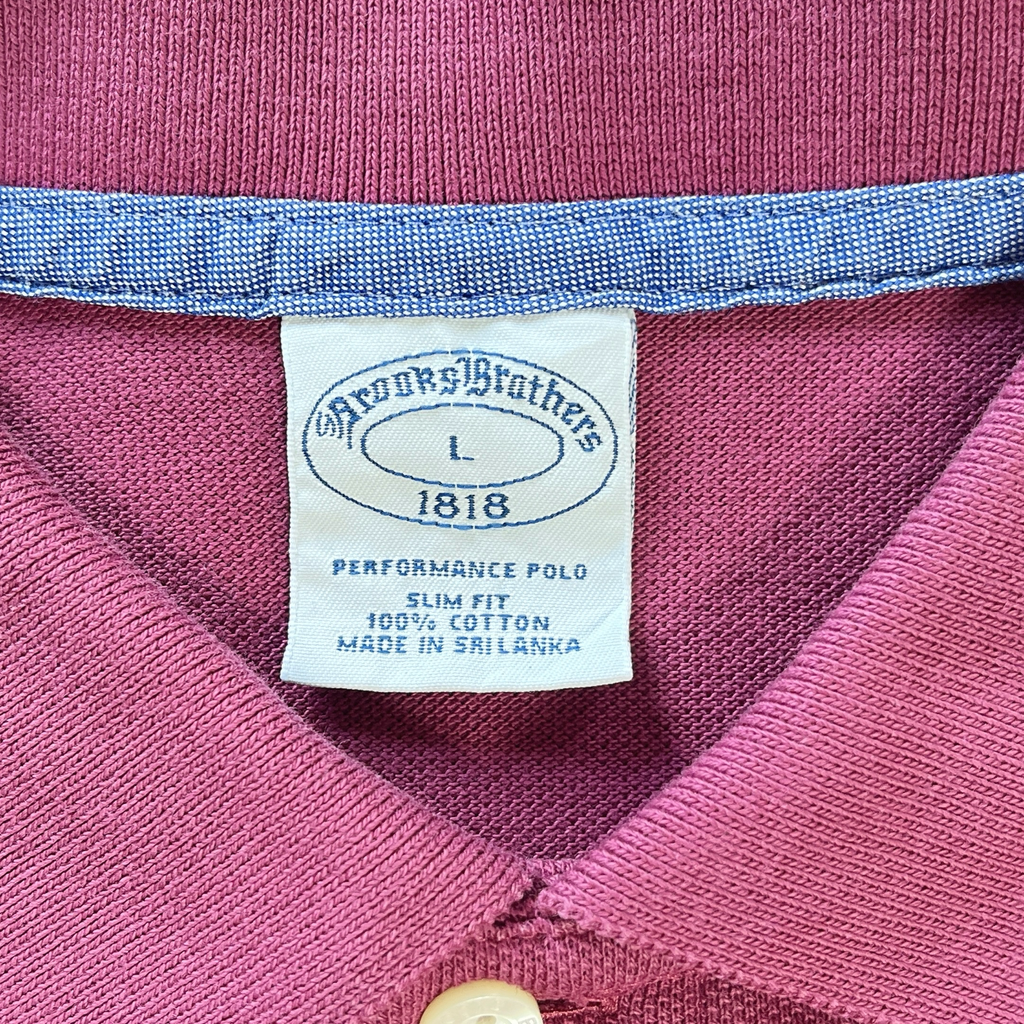 Brooks Brothers
L
1818
PERFORMANCE POLO
SLIM FIT
100% COTTON
MADE IN SRI LANKA